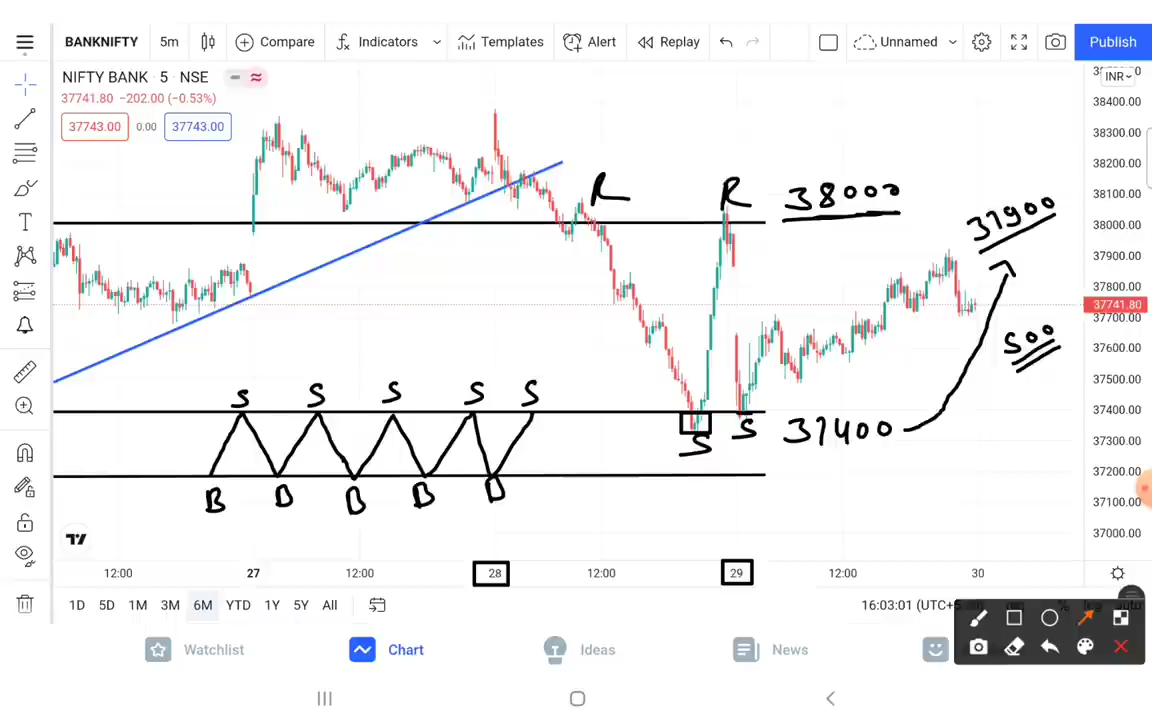 BANKNIFTY 5m Compare Indicators Templates Alert Replay Unnamed Publish
NIFTY BANK · 5 · NSE
INR
37741.80 −202.00 (−0.53%)
37743.00 0.00 37743.00
38400.00
38300.00
38200.00
38100.00
38000.00
37900.00
37800.00
37741.80
37700.00
37600.00
37500.00
37400.00
37300.00
37200.00
37100.00
37000.00
R R 38000
37900
500
S S S S S
S S 37400
B B B B B
12:00 27 12:00 28 12:00 29 12:00 30
1D 5D 1M 3M 6M YTD 1Y 5Y All 16:03:01 (UTC+5
Watchlist Chart Ideas News